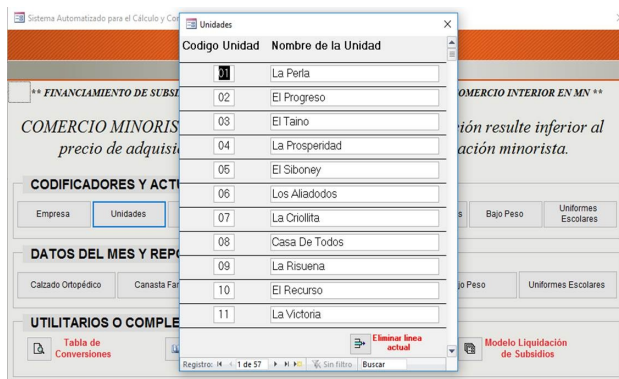 Sistema Automatizado para el Cálculo y Co
Unidades
Codigo Unidad Nombre de la Unidad
01 La Perla
02 El Progreso
03 El Taino
04 La Prosperidad
05 El Siboney
06 Los Aliadodos
07 La Criollita
08 Casa De Todos
09 La Risuena
10 El Recurso
11 La Victoria
Eliminar linea
actual
Registro: 1 de 57 Sin filtro Buscar
** FINANCIAMIENTO DE SUBSI OMERCIO INTERIOR EN MN **
COMERCIO MINORIS ción resulte inferior al
precio de adquisi ación minorista.
CODIFICADORES Y ACTU
Empresa Unidades s Bajo Peso Uniformes
Escolares
DATOS DEL MES Y REPO
Calzado Ortopédico Canasta Fa jo Peso Uniformes Escolares
UTILITARIOS O COMPLE
Tabla de
Conversiones
Modelo Liquidación
de Subsidios